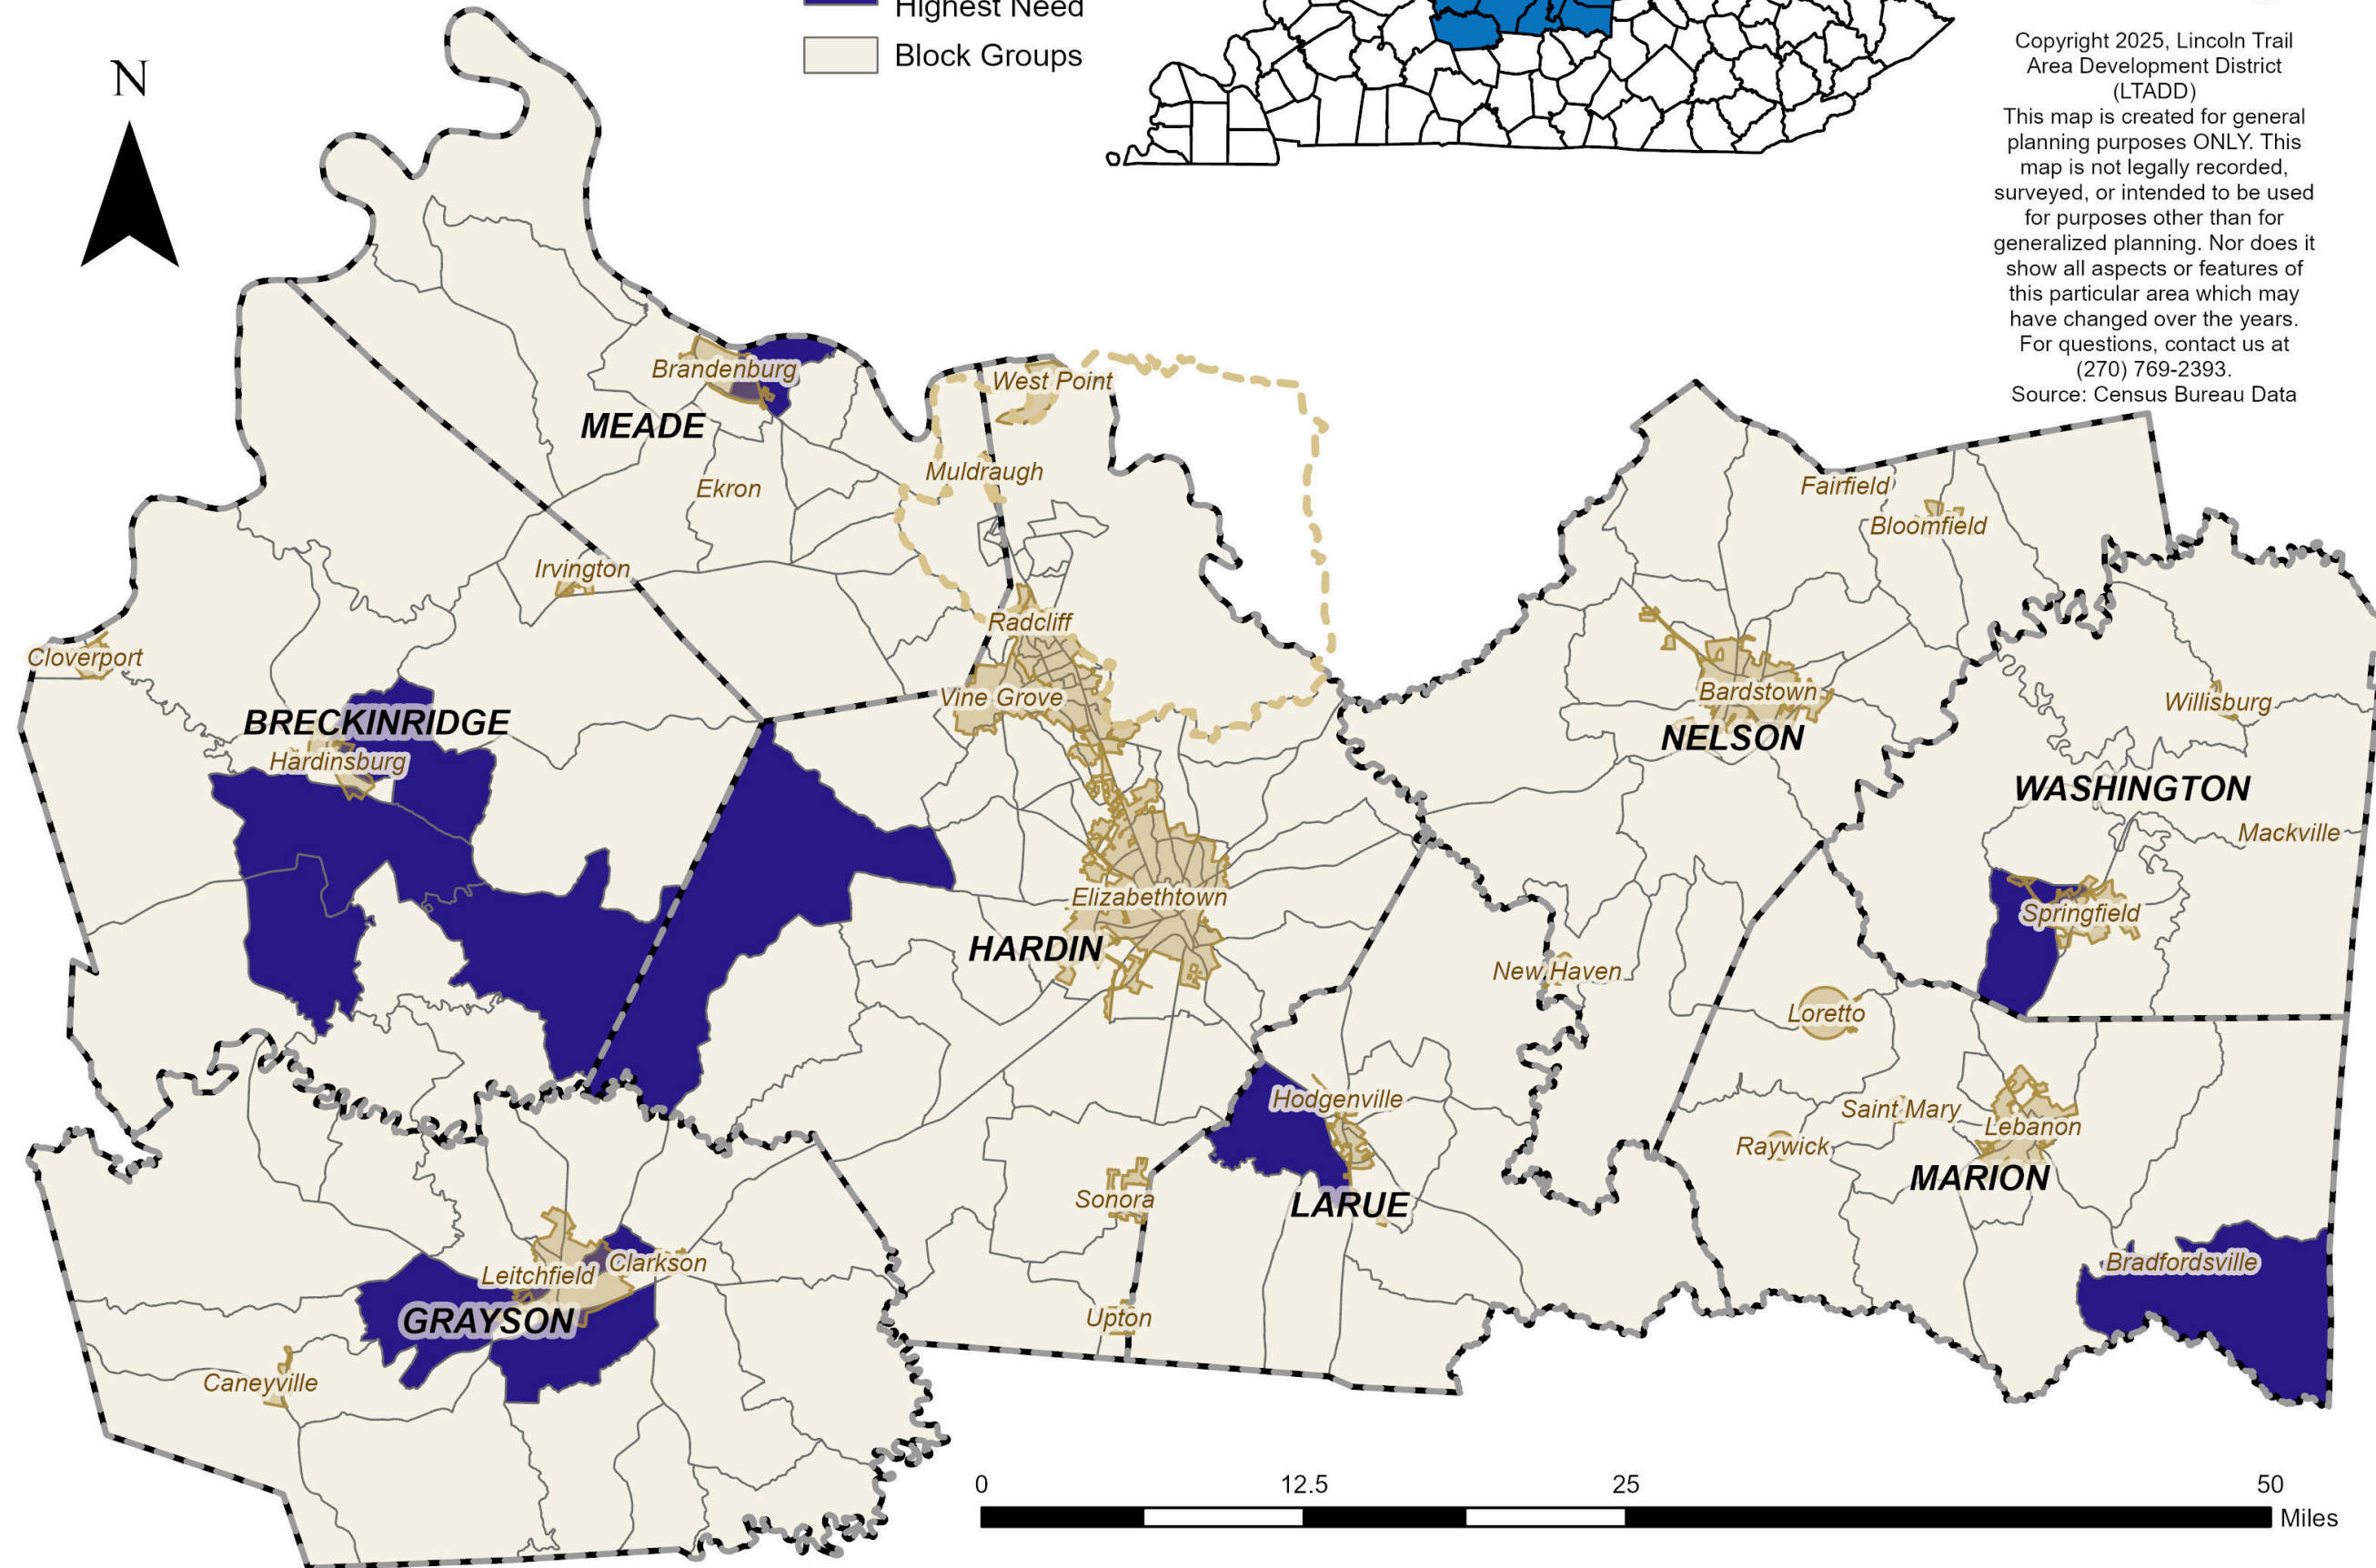 Highest Need
Block Groups
N
Copyright 2025, Lincoln Trail
Area Development District
(LTADD)
This map is created for general
planning purposes ONLY. This
map is not legally recorded,
surveyed, or intended to be used
for purposes other than for
generalized planning. Nor does it
show all aspects or features of
this particular area which may
have changed over the years.
For questions, contact us at
(270) 769-2393.
Source: Census Bureau Data
Brandenburg
West Point
MEADE
Muldraugh
Ekron
Fairfield
Bloomfield
Irvington
Radcliff
Cloverport
Vine Grove
Bardstown
Willisburg
BRECKINRIDGE
NELSON
Hardinsburg
WASHINGTON
Mackville
Elizabethtown
Springfield
HARDIN
New Haven
Loretto
Hodgenville
Saint Mary
Lebanon
Raywick
MARION
Sonora
LARUE
Clarkson
Leitchfield
Bradfordsville
GRAYSON
Upton
Caneyville
0 12.5 25 50
Miles